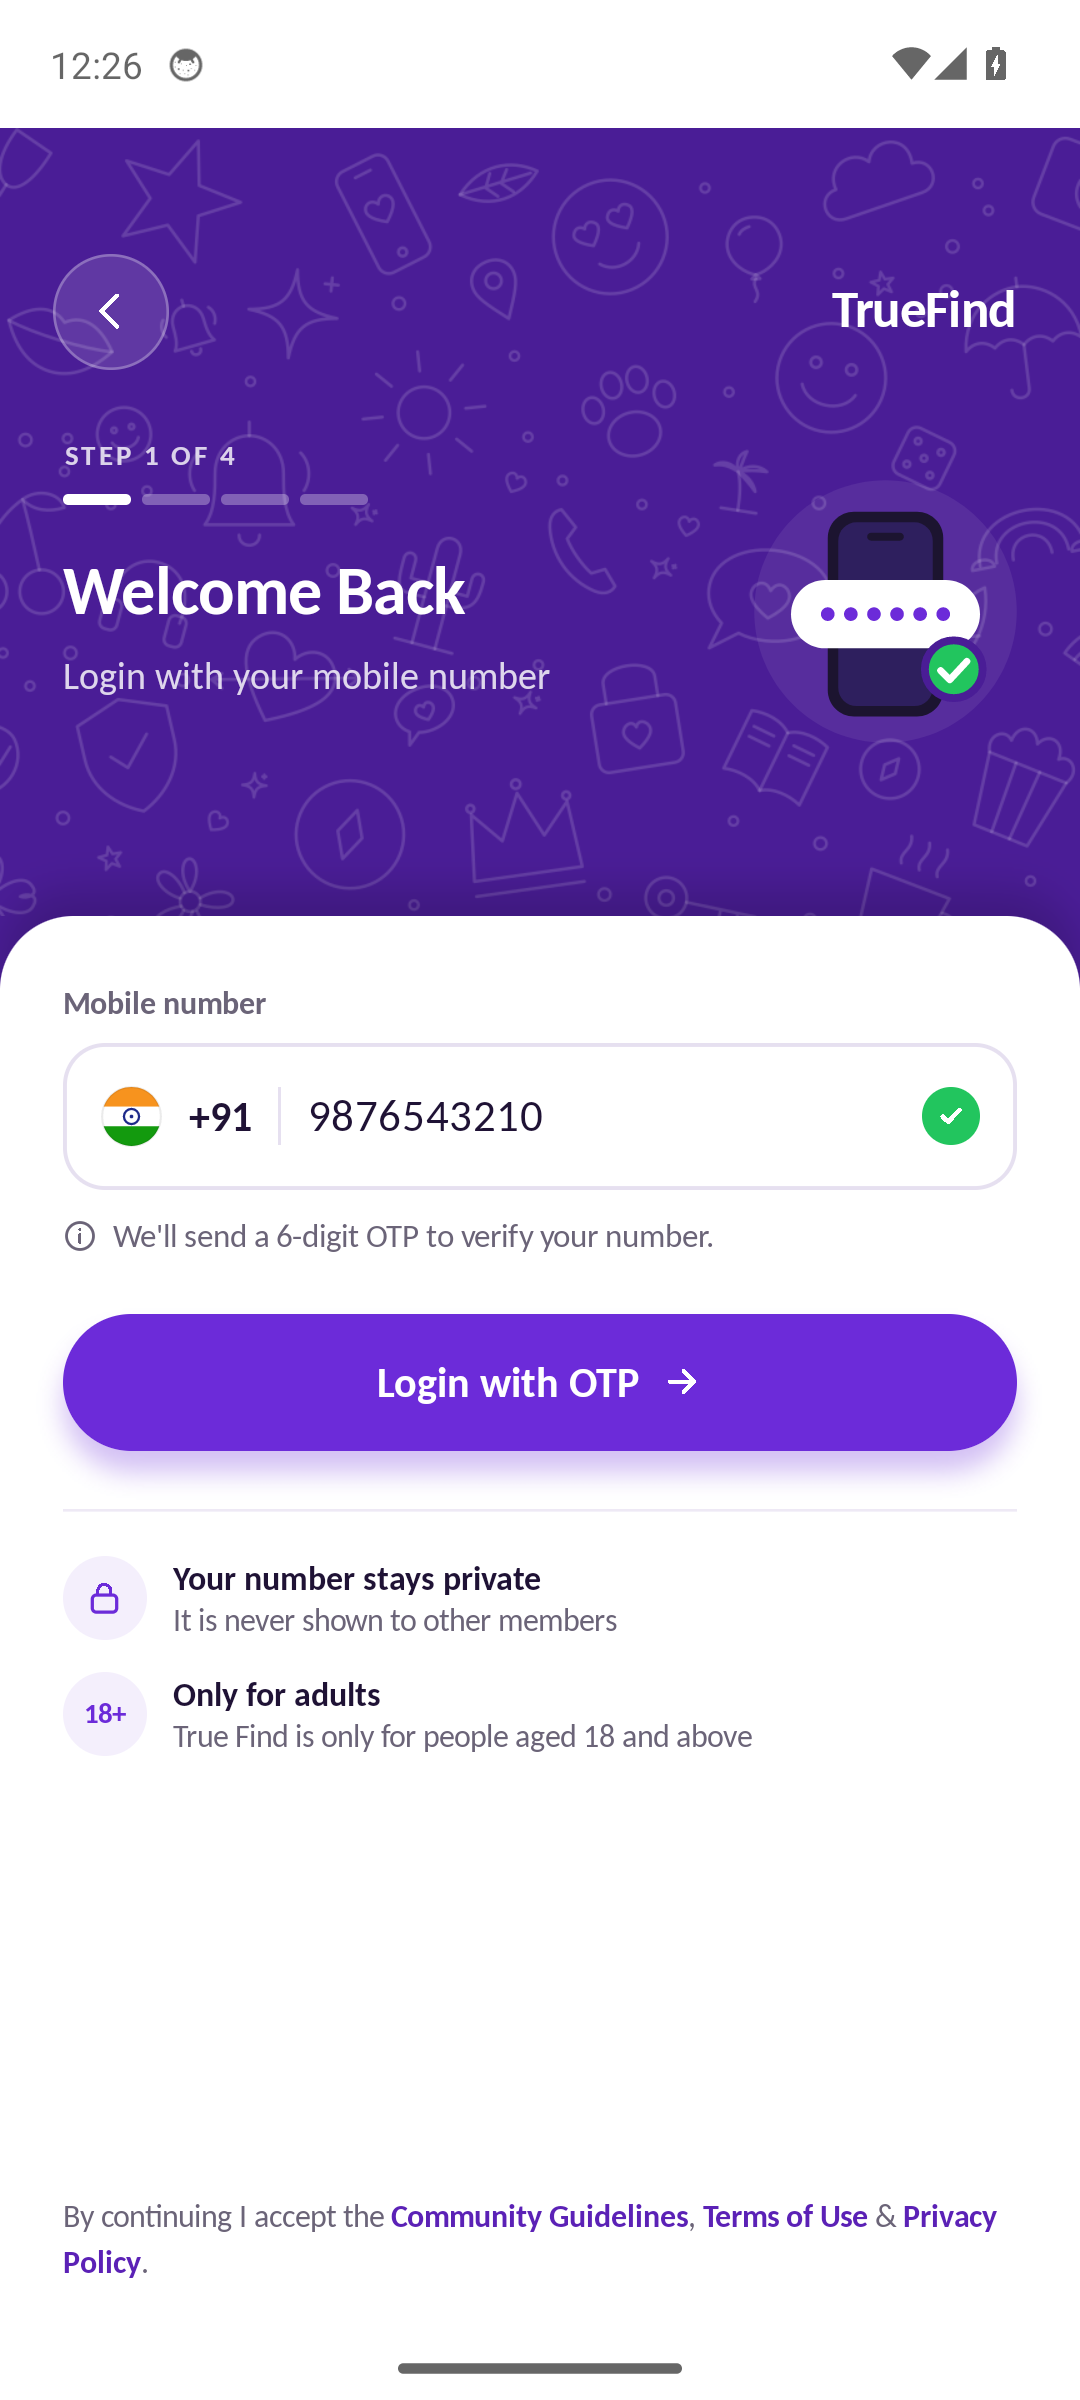 12:26
TrueFind
STEP 1 OF 4
Welcome Back
Login with your mobile number
Mobile number
+91 9876543210
We'll send a 6-digit OTP to verify your number.
Login with OTP
Your number stays private
It is never shown to other members
18+
Only for adults
True Find is only for people aged 18 and above
By continuing I accept the Community Guidelines, Terms of Use & Privacy
Policy.